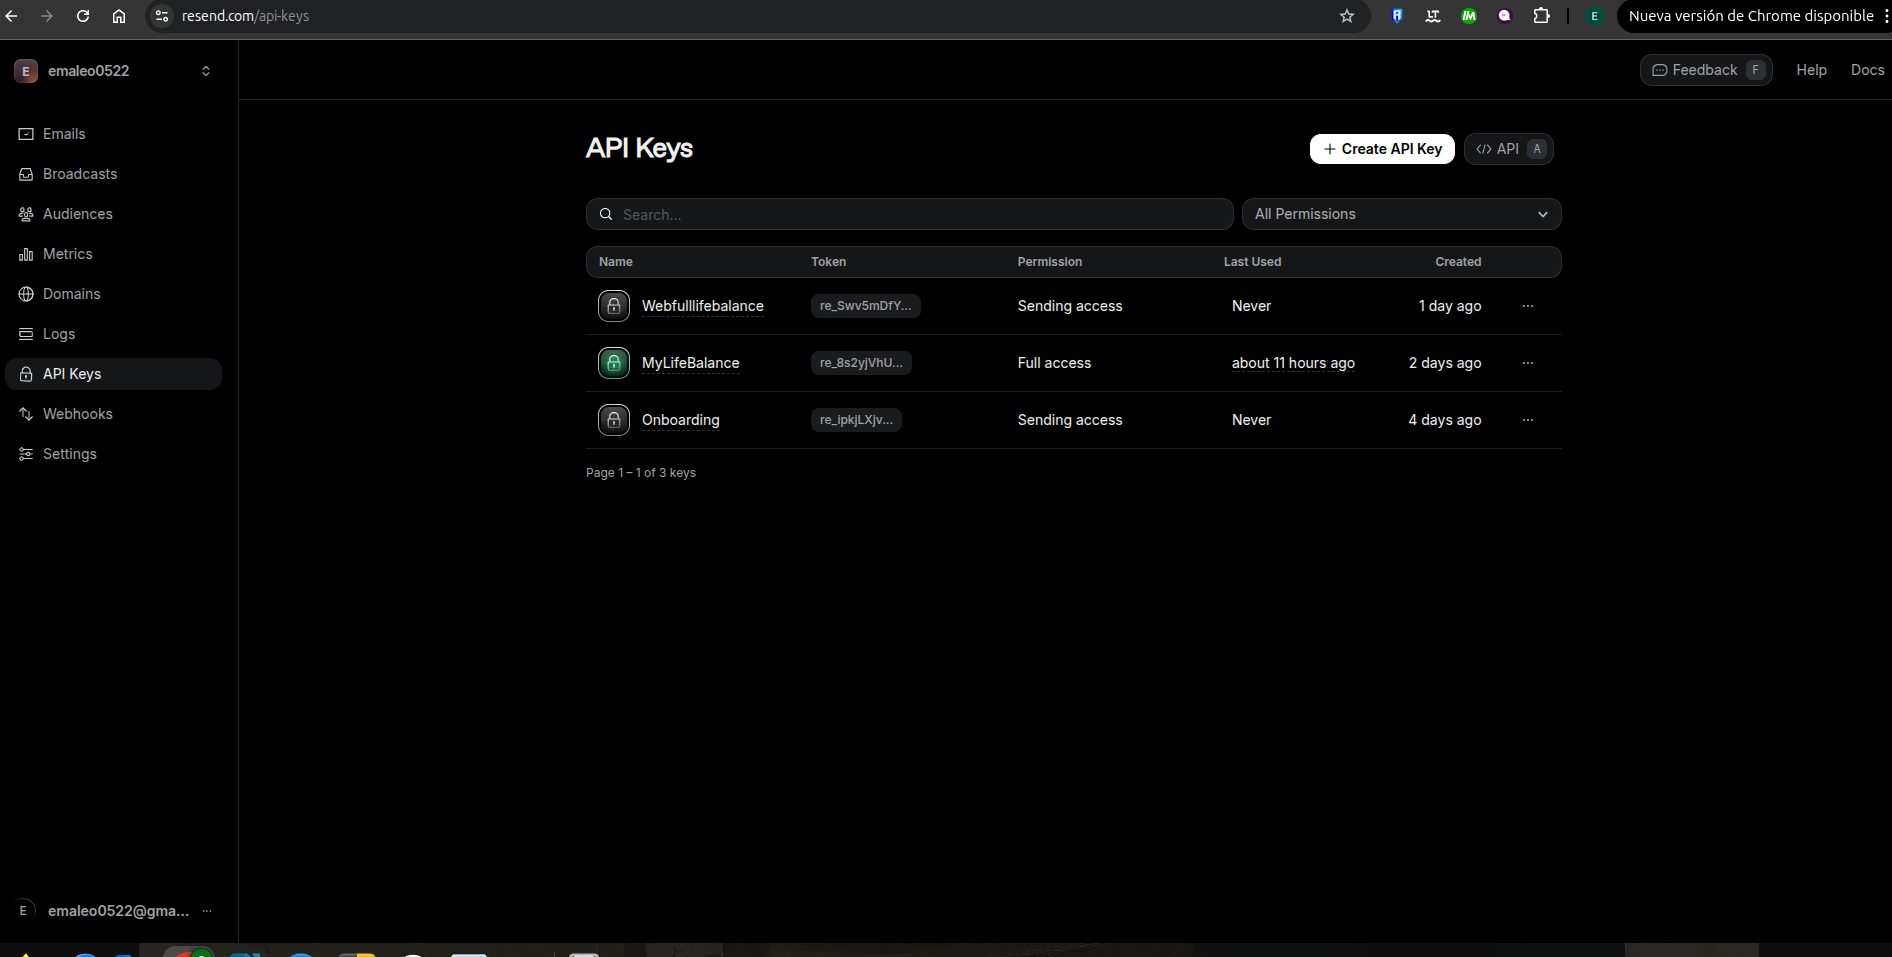 resend.com/api-keys
E
Nueva versión de Chrome disponible
E emaleo0522
Feedback F
Help
Docs
Emails
Broadcasts
Audiences
Metrics
Domains
Logs
API Keys
Webhooks
Settings
API Keys
+ Create API Key
</> API A
Search...
All Permissions
Name Token Permission Last Used Created
Webfulllifebalance re_Swv5mDfY... Sending access Never 1 day ago ...
MyLifeBalance re_8s2yjVhU... Full access about 11 hours ago 2 days ago ...
Onboarding re_ipkjLXjv... Sending access Never 4 days ago ...
Page 1 – 1 of 3 keys
E emaleo0522@gma... ...